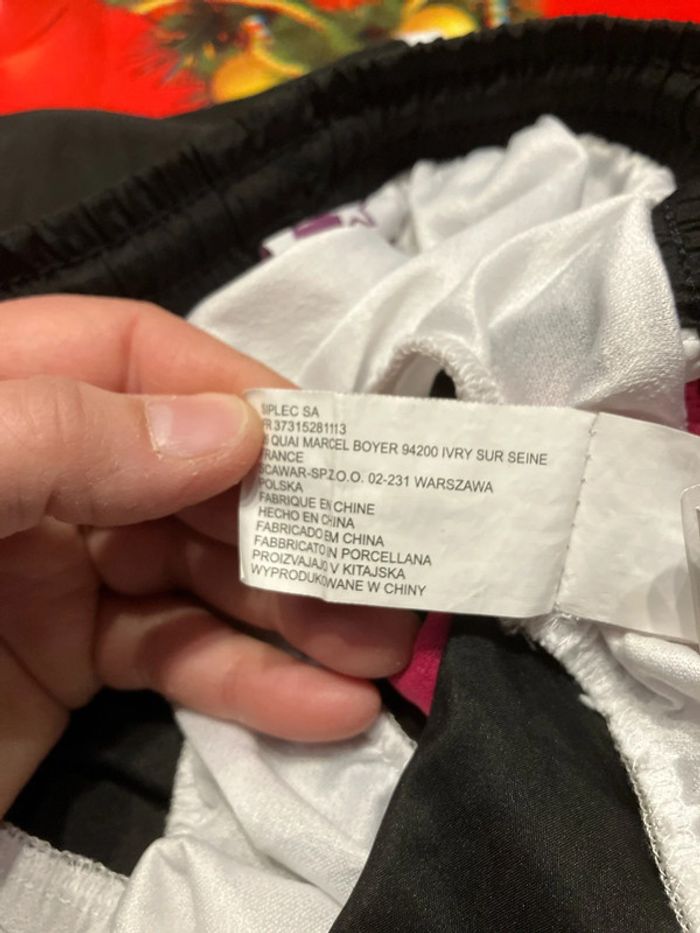 SIPLEC SA
FR 37315281113
26 QUAI MARCEL BOYER 94200 IVRY SUR SEINE
FRANCE
SCAWAR-SP.Z.O.O. 02-231 WARSZAWA
POLSKA
FABRIQUE EN CHINE
HECHO EN CHINA
FABRICADO EM CHINA
FABBRICATO IN PORCELLANA
PROIZVAJAJO V KITAJSKA
WYPRODUKOWANE W CHINY